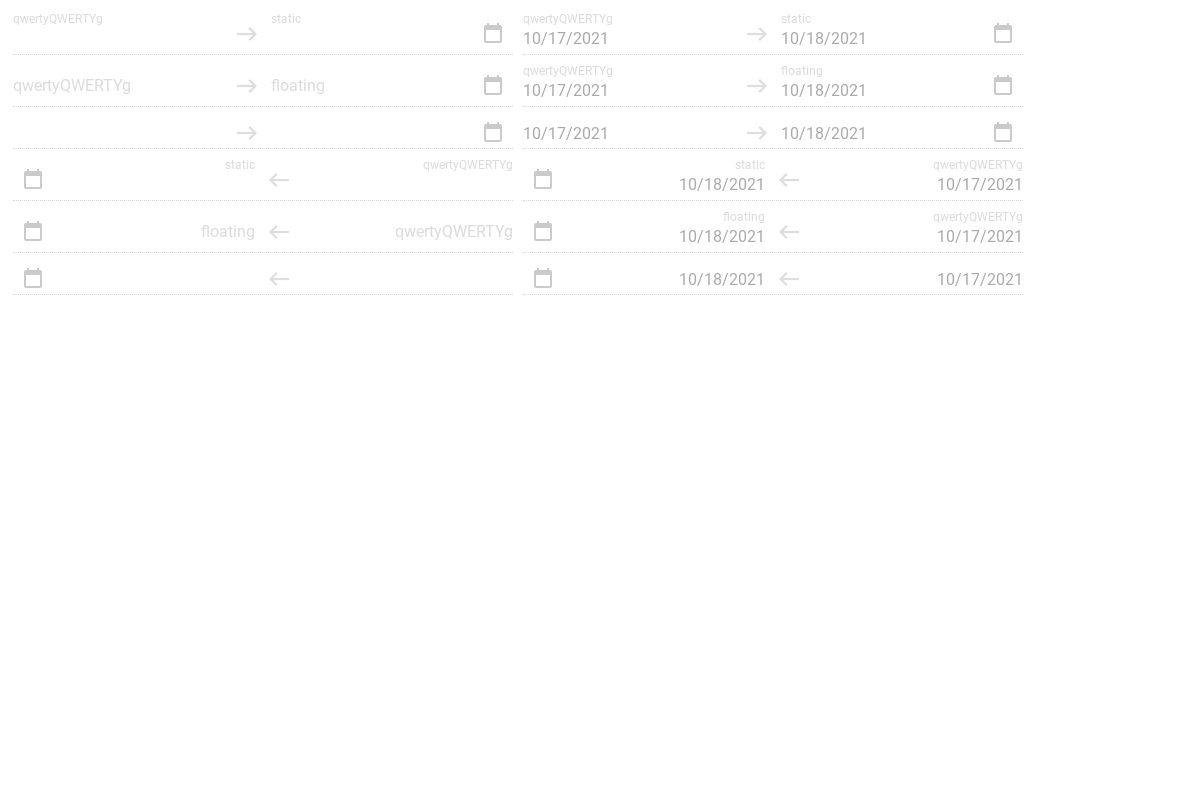 qwertyQWERTYg static qwertyQWERTYg static
10/17/2021 10/18/2021
qwertyQWERTYg floating qwertyQWERTYg floating
10/17/2021 10/18/2021
10/17/2021 10/18/2021
static qwertyQWERTYg static qwertyQWERTYg
10/18/2021 10/17/2021
floating qwertyQWERTYg floating qwertyQWERTYg
10/18/2021 10/17/2021
10/18/2021 10/17/2021